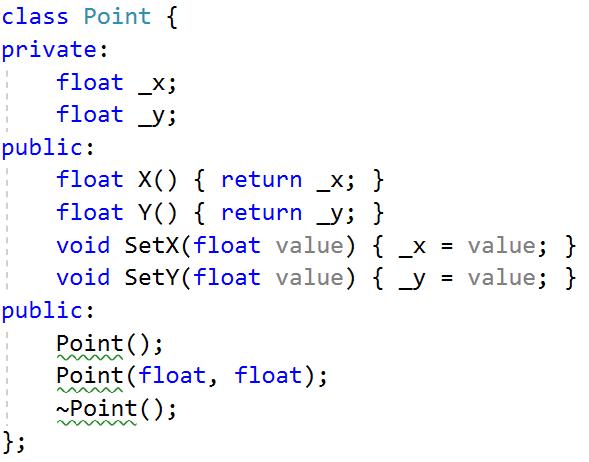 class Point {
private:
    float _x;
    float _y;
public:
    float X() { return _x; }
    float Y() { return _y; }
    void SetX(float value) { _x = value; }
    void SetY(float value) { _y = value; }
public:
    Point();
    Point(float, float);
    ~Point();
};